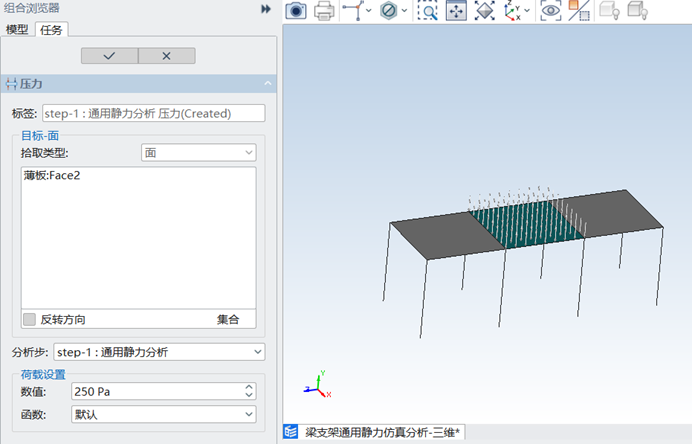 组合浏览器
模型 任务
压力
标签: step-1 : 通用静力分析 压力(Created)
目标-面
拾取类型: 面
薄板:Face2
反转方向 集合
分析步: step-1 : 通用静力分析
荷载设置
数值: 250 Pa
函数: 默认
Y
Z
X
Y
Z X
梁支架通用静力仿真分析-三维*